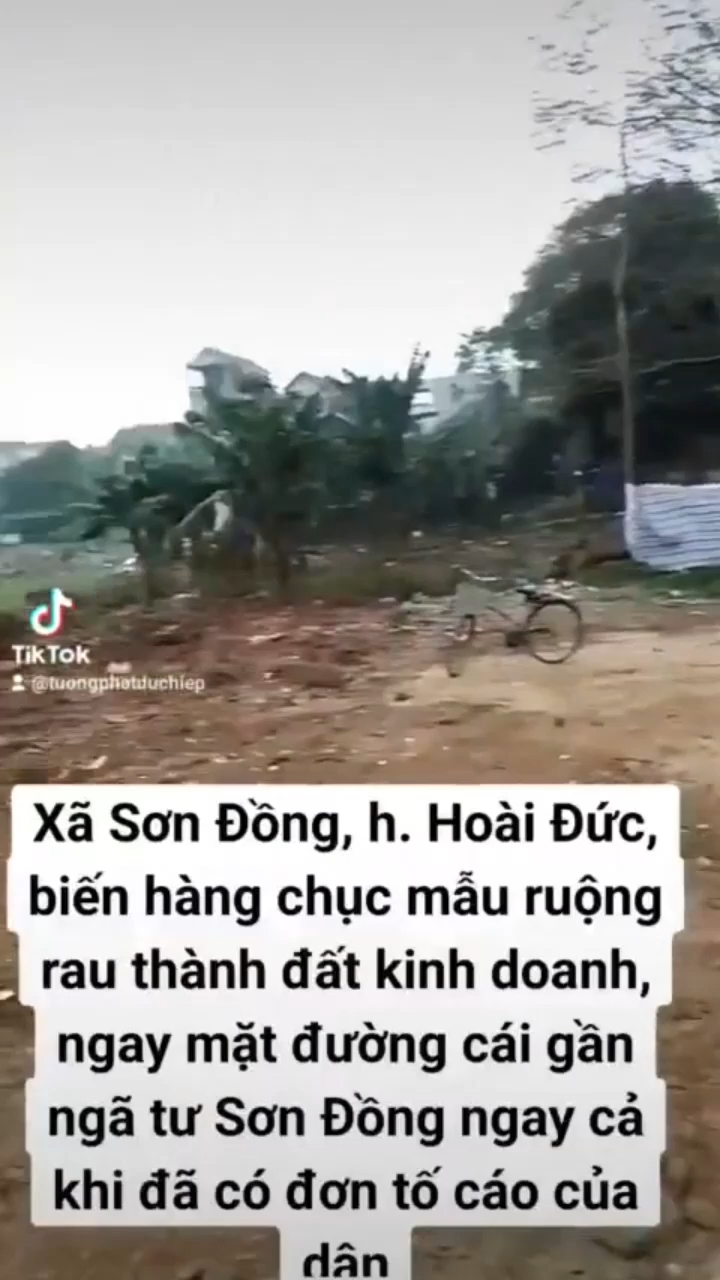 TikTok
@tuongphatduchiep
Xã Sơn Đồng, h. Hoài Đức,
biến hàng chục mẫu ruộng
rau thành đất kinh doanh,
ngay mặt đường cái gần
ngã tư Sơn Đồng ngay cả
khi đã có đơn tố cáo của
dân